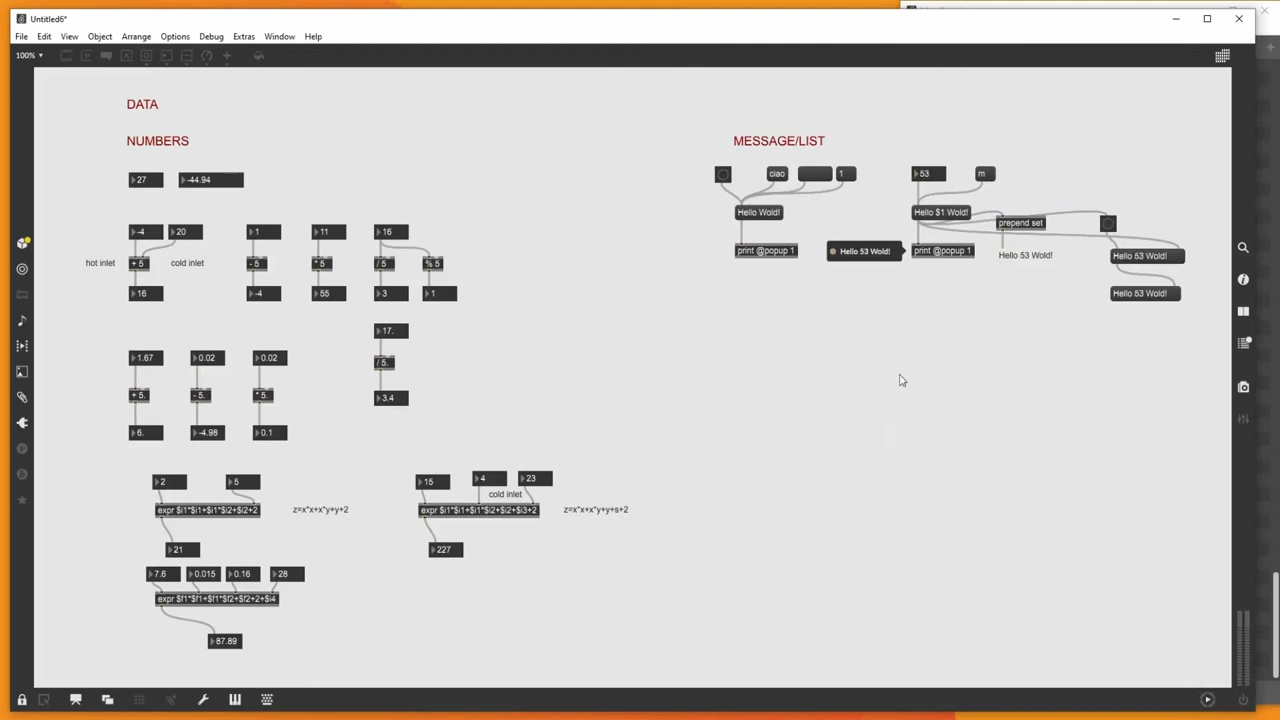 Untitled6*
File Edit View Object Arrange Options Debug Extras Window Help
100%
DATA
NUMBERS
MESSAGE/LIST
27 -44.94
ciao 1 53 m
Hello Wold! Hello $1 Wold! prepend set
print @popup 1 Hello 53 Wold! print @popup 1 Hello 53 Wold! Hello 53 Wold!
Hello 53 Wold!
-4 20 1 11 16
hot inlet + 5 cold inlet - 5 * 5 / 5 % 5
16 -4 55 3 1
17.
/ 5.
3.4
1.67 0.02 0.02
+ 5. - 5. * 5.
6. -4.98 0.1
2 5 15 4 23
cold inlet
expr $i1*$i1+$i1*$i2+$i2+2 z=x*x+x*y+y+2 expr $i1*$i1+$i1*$i2+$i2+$i3+2 z=x*x+x*y+y+s+2
21 227
7.6 0.015 0.16 28
expr $f1*$f1+$f1*$f2+$f2+2+$i4
87.89